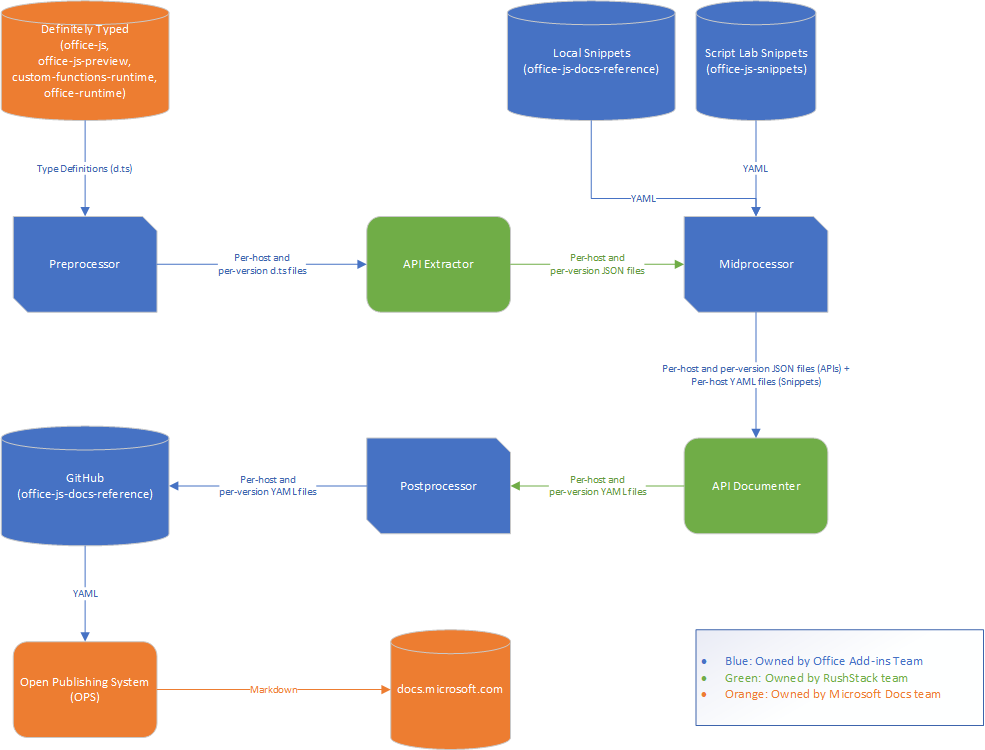 Definitely Typed
(office-js,
office-js-preview,
custom-functions-runtime,
office-runtime)
Local Snippets
(office-js-docs-reference)
Script Lab Snippets
(office-js-snippets)
Type Definitions (d.ts)
YAML
YAML
Preprocessor
Per-host and
per-version d.ts files
API Extractor
Per-host and
per-version JSON files
Midprocessor
Per-host and per-version JSON files (APIs) +
Per-host YAML files (Snippets)
GitHub
(office-js-docs-reference)
Per-host and
per-version YAML files
Postprocessor
Per-host and
per-version YAML files
API Documenter
YAML
Open Publishing System
(OPS)
Markdown
docs.microsoft.com
• Blue: Owned by Office Add-ins Team
• Green: Owned by RushStack team
• Orange: Owned by Microsoft Docs team